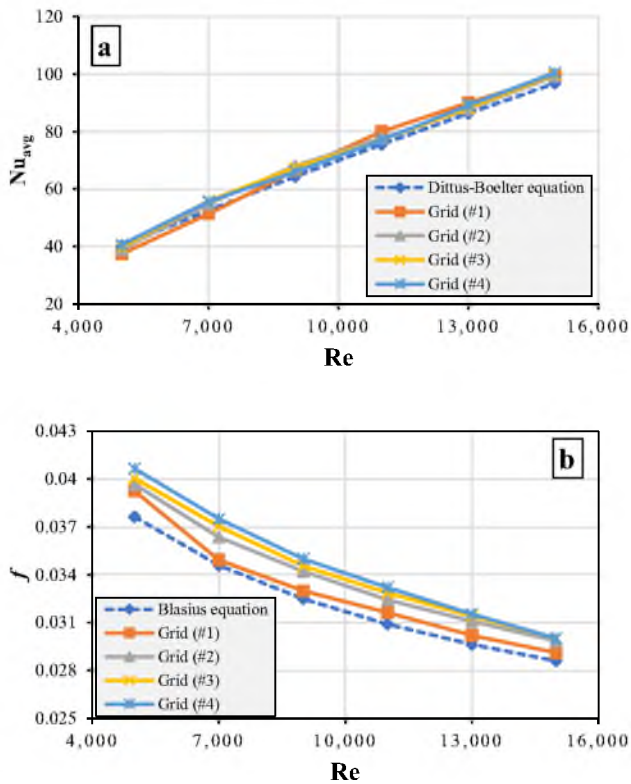 a
120
100
80
60
40
20
Nuavg
Dittus-Boelter equation
Grid (#1)
Grid (#2)
Grid (#3)
Grid (#4)
4,000 7,000 10,000 13,000 16,000
Re
b
0.043
0.04
0.037
0.034
0.031
0.028
0.025
f
Blasius equation
Grid (#1)
Grid (#2)
Grid (#3)
Grid (#4)
4,000 7,000 10,000 13,000 16,000
Re